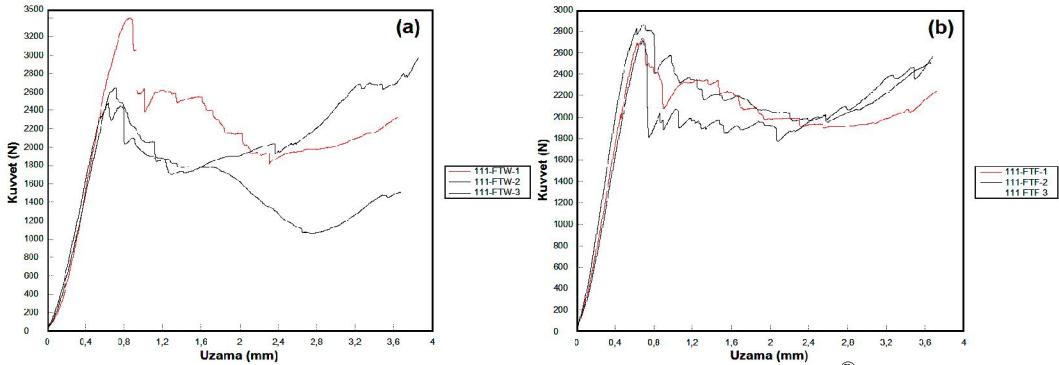 (a)
3500
3200
3000
2800
2600
2400
2200
2000
1800
1600
1400
1200
1000
800
600
400
200
0
Kuvvet (N)
0 0,4 0,8 1,2 1,6 2 2,4 2,8 3,2 3,6 4
Uzama (mm)
111-FTW-1
111-FTW-2
111-FTW-3
(b)
3000
2800
2600
2400
2200
2000
1800
1600
1400
1200
1000
800
600
400
200
0
Kuvvet (N)
0 0,4 0,8 1,2 1,6 2 2,4 2,8 3,2 3,6 4
Uzama (mm)
111-FTF-1
111-FTF-2
111 FTF 3